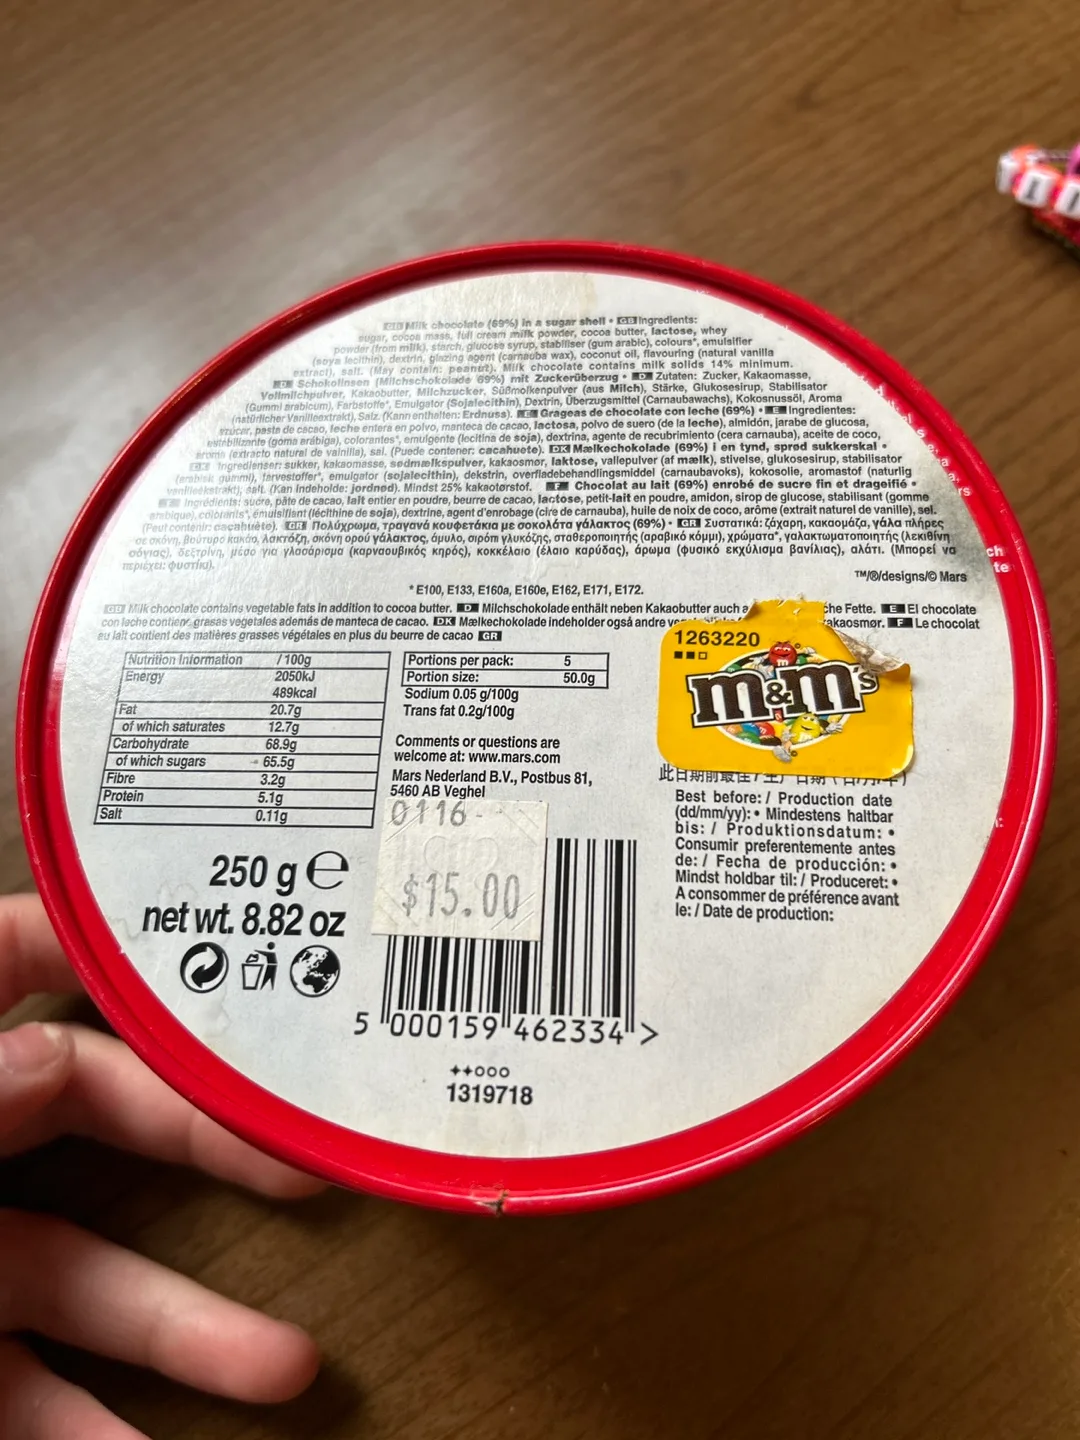 GB Milk chocolate (69%) in a sugar shell • GB Ingredients:
sugar, cocoa mass, full cream milk powder, cocoa butter, lactose, whey
powder (from milk), starch, glucose syrup, stabiliser (gum arabic), colours*, emulsifier
(soya lecithin), dextrin, glazing agent (carnauba wax), coconut oil, flavouring (natural vanilla
extract), salt. (May contain: peanut). Milk chocolate contains milk solids 14% minimum.
D Schokolinsen (Milchschokolade 69%) mit Zuckerüberzug • D Zutaten: Zucker, Kakaomasse,
Vollmilchpulver, Kakaobutter, Milchzucker, Süßmolkenpulver (aus Milch), Stärke, Glukosesirup, Stabilisator
(Gummi arabicum), Farbstoffe*, Emulgator (Sojalecithin), Dextrin, Überzugsmittel (Carnaubawachs), Kokosnussöl, Aroma
(natürlicher Vanilleextrakt), Salz. (Kann enthalten: Erdnuss). E Grageas de chocolate con leche (69%) • E Ingredientes:
azúcar, pasta de cacao, leche entera en polvo, manteca de cacao, lactosa, polvo de suero (de la leche), almidón, jarabe de glucosa,
estabilizante (goma arábiga), colorantes*, emulgente (lecitina de soja), dextrina, agente de recubrimiento (cera carnauba), aceite de coco,
aroma (extracto natural de vainilla), sal. (Puede contener: cacahuete). DK Mælkechokolade (69%) i en tynd, sprød sukkerskal •
DK Ingredienser: sukker, kakaomasse, sødmælkspulver, kakaosmør, laktose, vallepulver (af mælk), stivelse, glukosesirup, stabilisator
(arabisk gummi), farvestoffer*, emulgator (sojalecithin), dekstrin, overfladebehandlingsmiddel (carnaubavoks), kokosolie, aromastof (naturlig
vanilleekstrakt), salt. (Kan indeholde: jordnød). Mindst 25% kakaotørstof. F Chocolat au lait (69%) enrobé de sucre fin et dragéifié •
F Ingrédients: sucre, pâte de cacao, lait entier en poudre, beurre de cacao, lactose, petit-lait en poudre, amidon, sirop de glucose, stabilisant (gomme
arabique), colorants*, émulsifiant (lécithine de soja), dextrine, agent d'enrobage (cire de carnauba), huile de noix de coco, arôme (extrait naturel de vanille), sel.
(Peut contenir: cacahuète). GR Πολύχρωμα, τραγανά κουφετάκια με σοκολάτα γάλακτος (69%) • GR Συστατικά: ζάχαρη, κακαομάζα, γάλα πλήρες
σε σκόνη, βούτυρο κακάο, λακτόζη, σκόνη ορού γάλακτος, άμυλο, σιρόπι γλυκόζης, σταθεροποιητής (αραβικό κόμμι), χρώματα*, γαλακτωματοποιητής (λεκιθίνη
σόγιας), δεξτρίνη, μέσο για γλασάρισμα (καρναουβικός κηρός), κοκκέλαιο (έλαιο καρύδας), άρωμα (φυσικό εκχύλισμα βανίλιας), αλάτι. (Μπορεί να
περιέχει: φυστίκι).
TM/®/designs/© Mars
* E100, E133, E160a, E160e, E162, E171, E172.
GB Milk chocolate contains vegetable fats in addition to cocoa butter. D Milchschokolade enthält neben Kakaobutter auch a che Fette. E El chocolate
con leche contiene grasas vegetales además de manteca de cacao. DK Mælkechokolade indeholder også andre ve akaosmør. F Le chocolat
au lait contient des matières grasses végétales en plus du beurre de cacao GR
1263220
m&m's
Nutrition Information / 100g
Energy 2050kJ
489kcal
Fat 20.7g
of which saturates 12.7g
Carbohydrate 68.9g
of which sugars 65.5g
Fibre 3.2g
Protein 5.1g
Salt 0.11g
Portions per pack: 5
Portion size: 50.0g
Sodium 0.05 g/100g
Trans fat 0.2g/100g
Comments or questions are
welcome at: www.mars.com
Mars Nederland B.V., Postbus 81,
5460 AB Veghel
0116
$15.00
此日期前最佳
Best before: / Production date
(dd/mm/yy): • Mindestens haltbar
bis: / Produktionsdatum: •
Consumir preferentemente antes
de: / Fecha de producción: •
Mindst holdbar til: / Produceret: •
A consommer de préférence avant
le: / Date de production:
250 g e
net wt. 8.82 oz
5 000159 462334 >
1319718